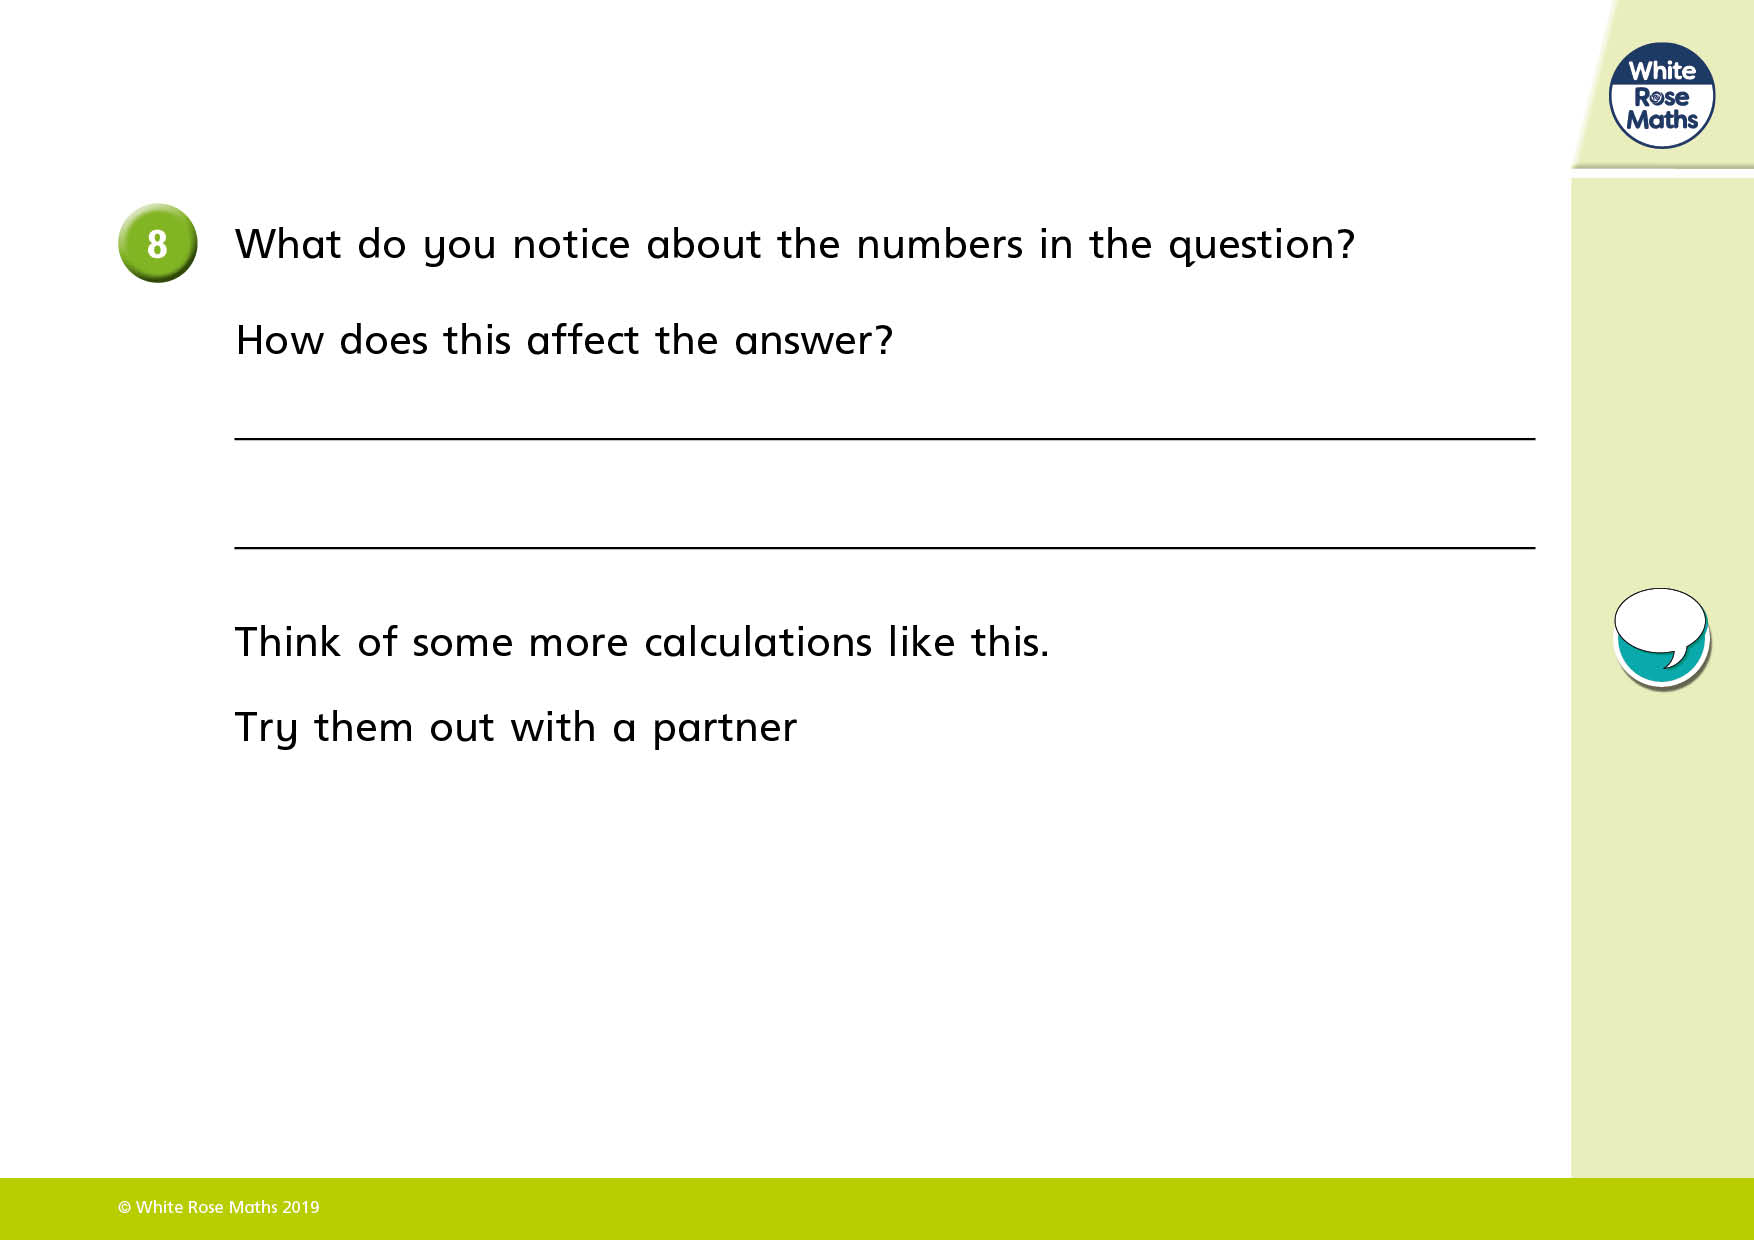 White
Rose
Maths
8 What do you notice about the numbers in the question?
How does this affect the answer?
Think of some more calculations like this.
Try them out with a partner
© White Rose Maths 2019